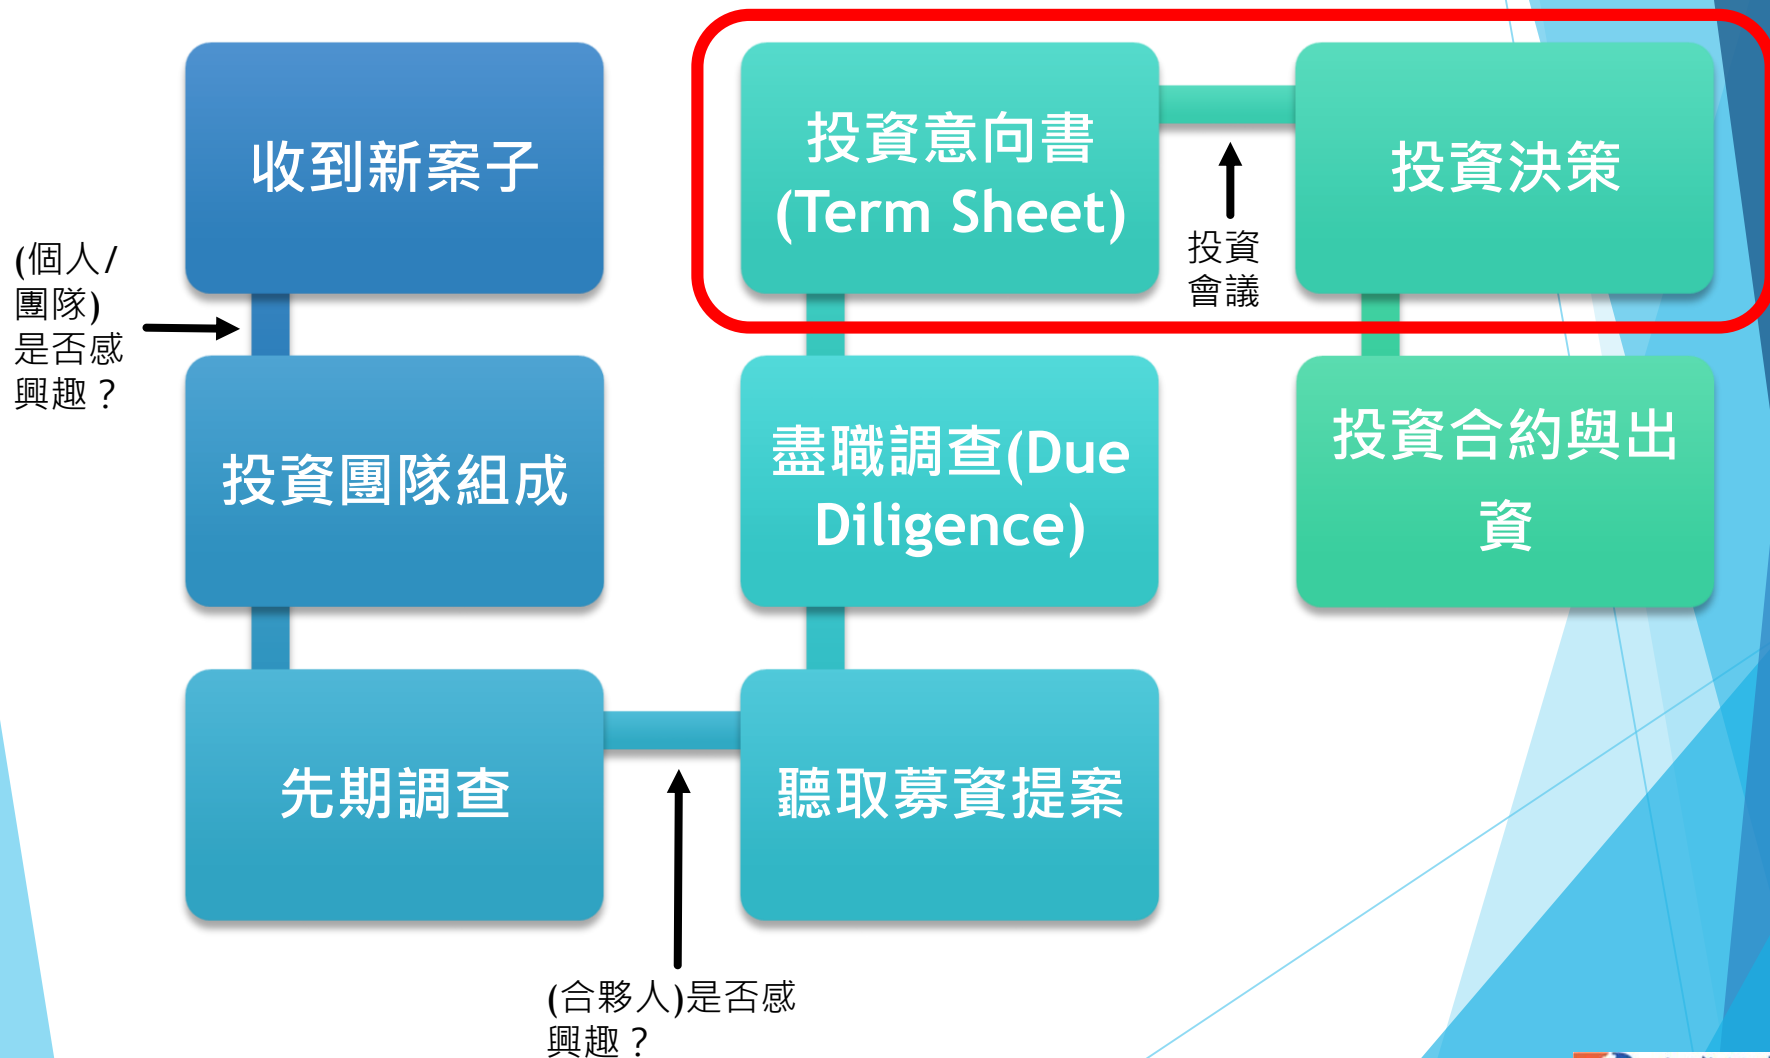 收到新案子
(個人/
團隊)
是否感
興趣？
投資團隊組成
先期調查
(合夥人)是否感
興趣？
聽取募資提案
盡職調查(Due
Diligence)
投資意向書
(Term Sheet)
投資
會議
投資決策
投資合約與出
資